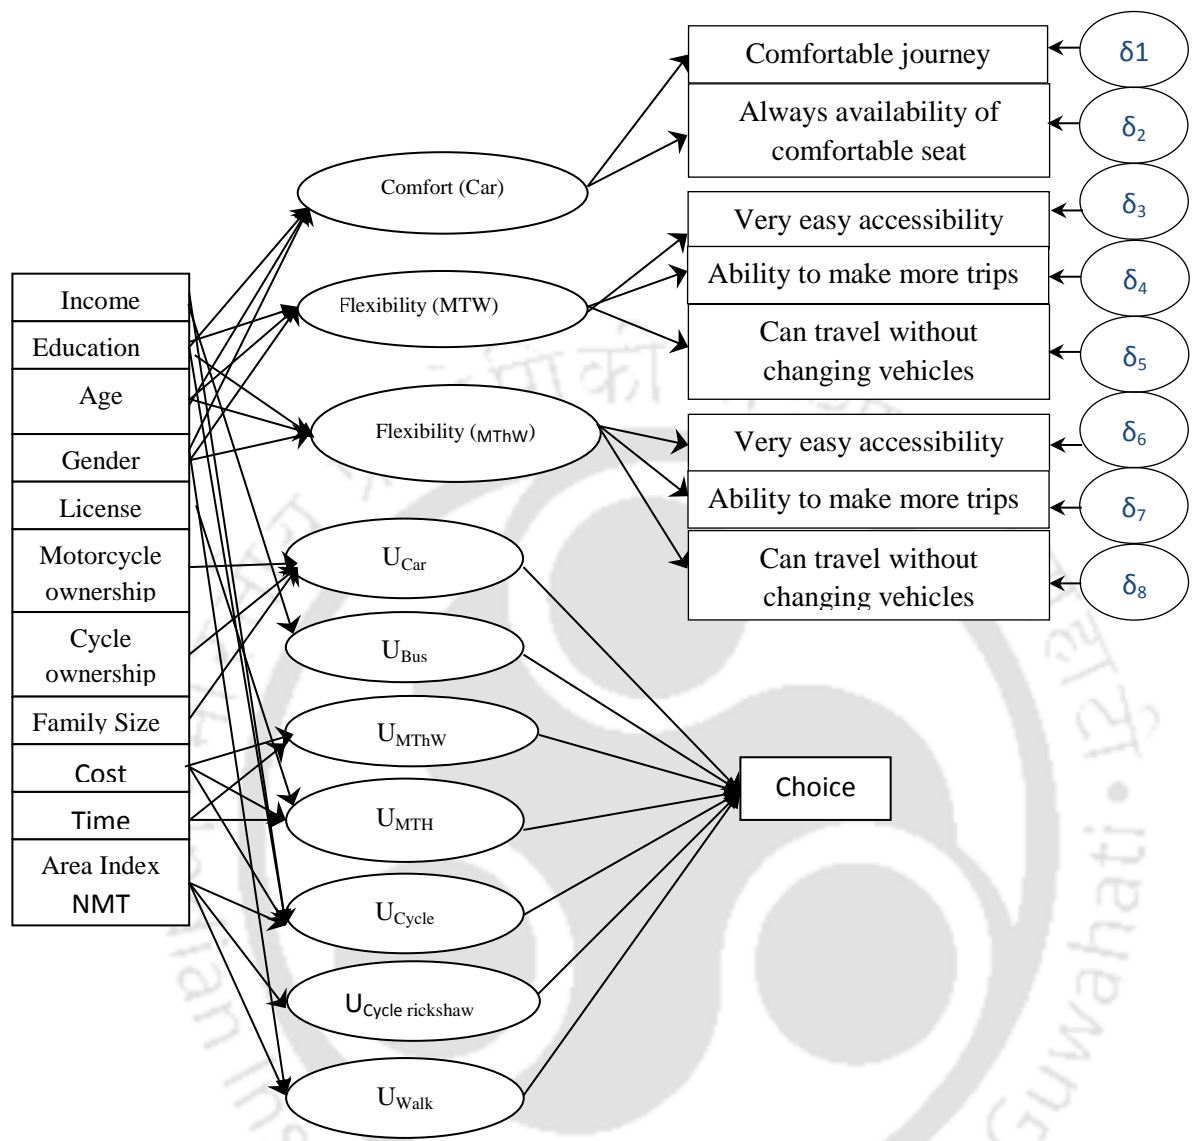 Comfortable journey
δ1
Always availability of
comfortable seat
δ2
Comfort (Car)
Very easy accessibility
δ3
Ability to make more trips
δ4
Flexibility (MTW)
Can travel without
changing vehicles
δ5
Flexibility (MThW)
Very easy accessibility
δ6
Ability to make more trips
δ7
Can travel without
changing vehicles
δ8
Income
Education
Age
Gender
License
Motorcycle
ownership
Cycle
ownership
Family Size
Cost
Time
Area Index
NMT
UCar
UBus
UMThW
UMTH
UCycle
UCycle rickshaw
UWalk
Choice
Guwahati